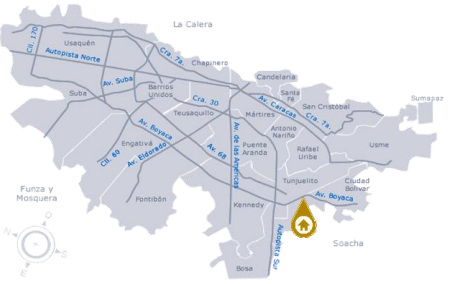 La Calera
Cll. 170
Usaquén
Autopista Norte
Cra. 7a.
Chapinero
Av. Suba
Suba
Barrios
Unidos
Candelaria
Santa
Fé
Sumapaz
Cra. 30
Av. Caracas
San Cristóbal
Teusaquillo
Mártires
Cra. 7a.
Av. Boyaca
Antonio
Nariño
Usme
Engativá
Av. de las Américas
Puente
Aranda
Rafael
Uribe
Cll. 80
Av. Eldorado
Av. 68
Tunjuelito
Ciudad
Bolívar
Funza y
Mosquera
Fontibón
Kennedy
Av. Boyaca
Autopista Sur
Soacha
Bosa
N
O
S
E